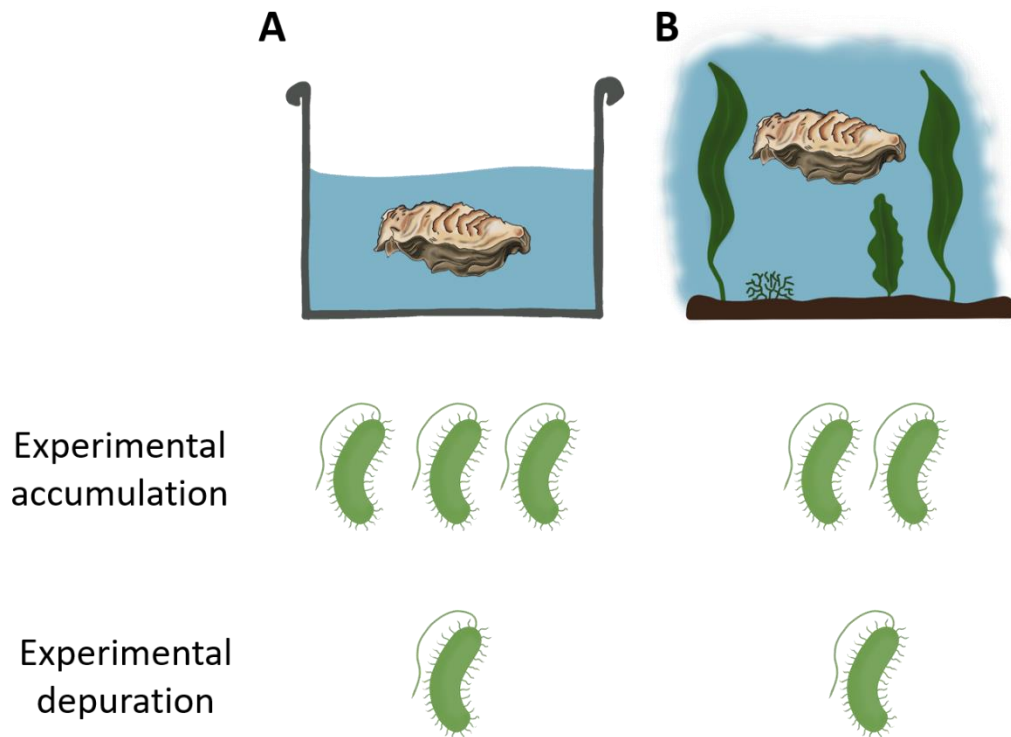 A
B
Experimental
accumulation
Experimental
depuration